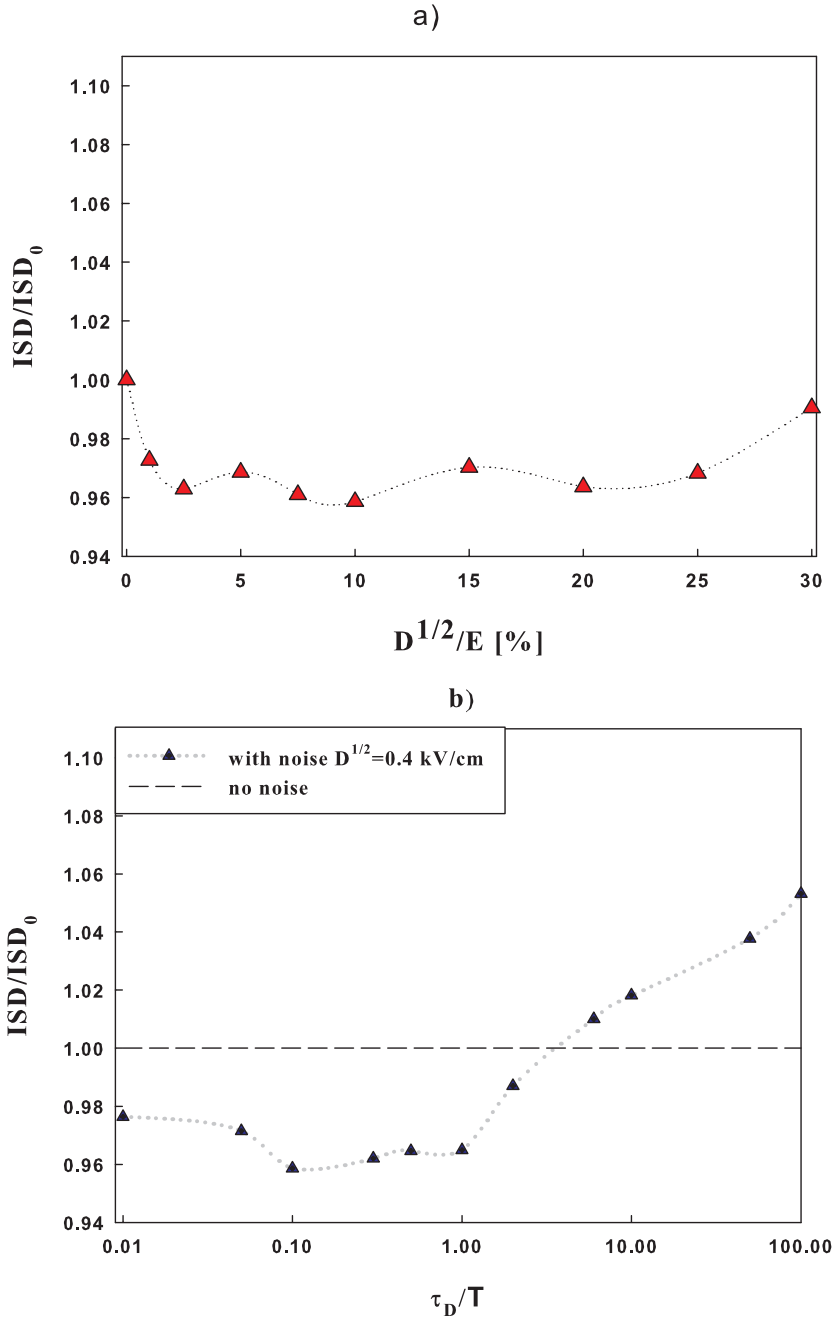 a)
1.10
1.08
1.06
1.04
1.02
1.00
0.98
0.96
0.94
ISD/ISD0
0 5 10 15 20 25 30
D1/2/E [%]
b)
with noise D1/2=0.4 kV/cm
no noise
1.10
1.08
1.06
1.04
1.02
1.00
0.98
0.96
0.94
ISD/ISD0
0.01 0.10 1.00 10.00 100.00
τD/T